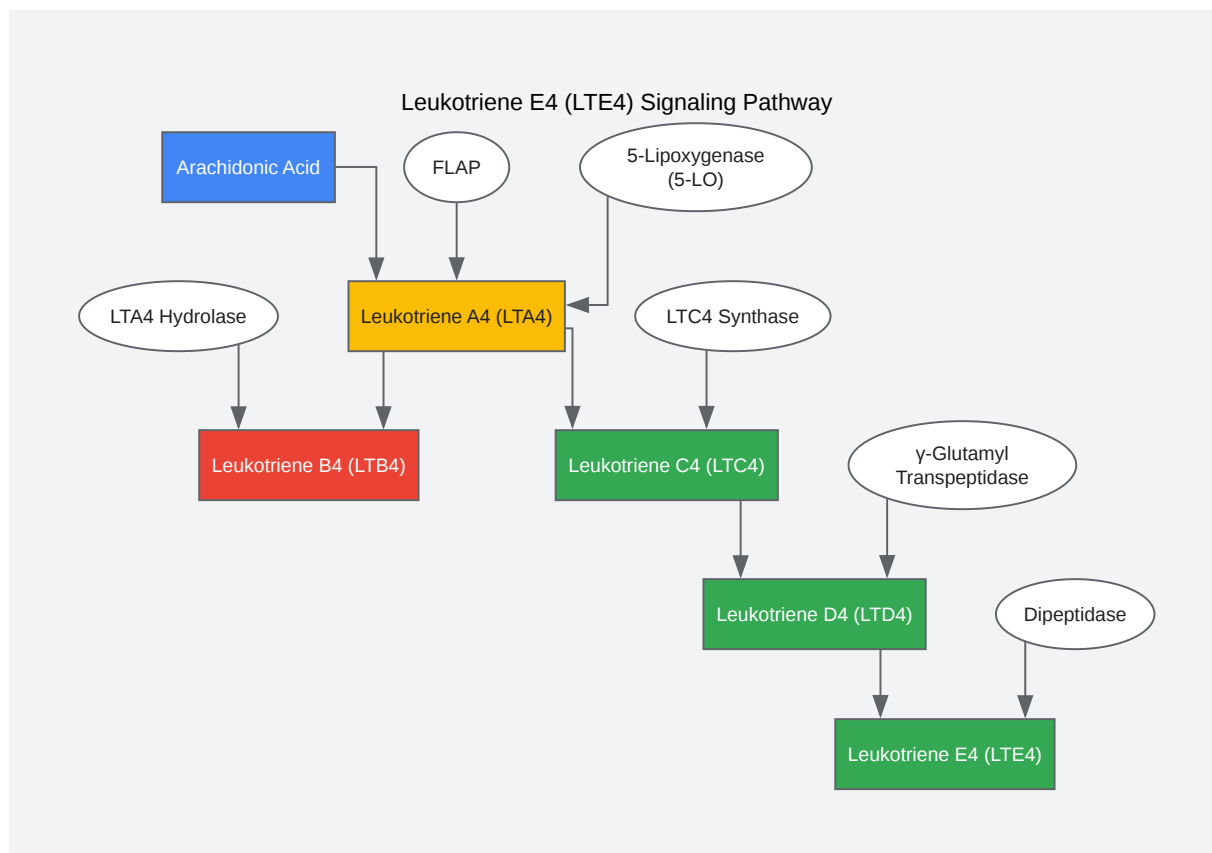 Leukotriene E4 (LTE4) Signaling Pathway
Arachidonic Acid
FLAP
5-Lipoxygenase
(5-LO)
LTA4 Hydrolase
Leukotriene A4 (LTA4)
LTC4 Synthase
Leukotriene B4 (LTB4)
Leukotriene C4 (LTC4)
γ-Glutamyl
Transpeptidase
Leukotriene D4 (LTD4)
Dipeptidase
Leukotriene E4 (LTE4)